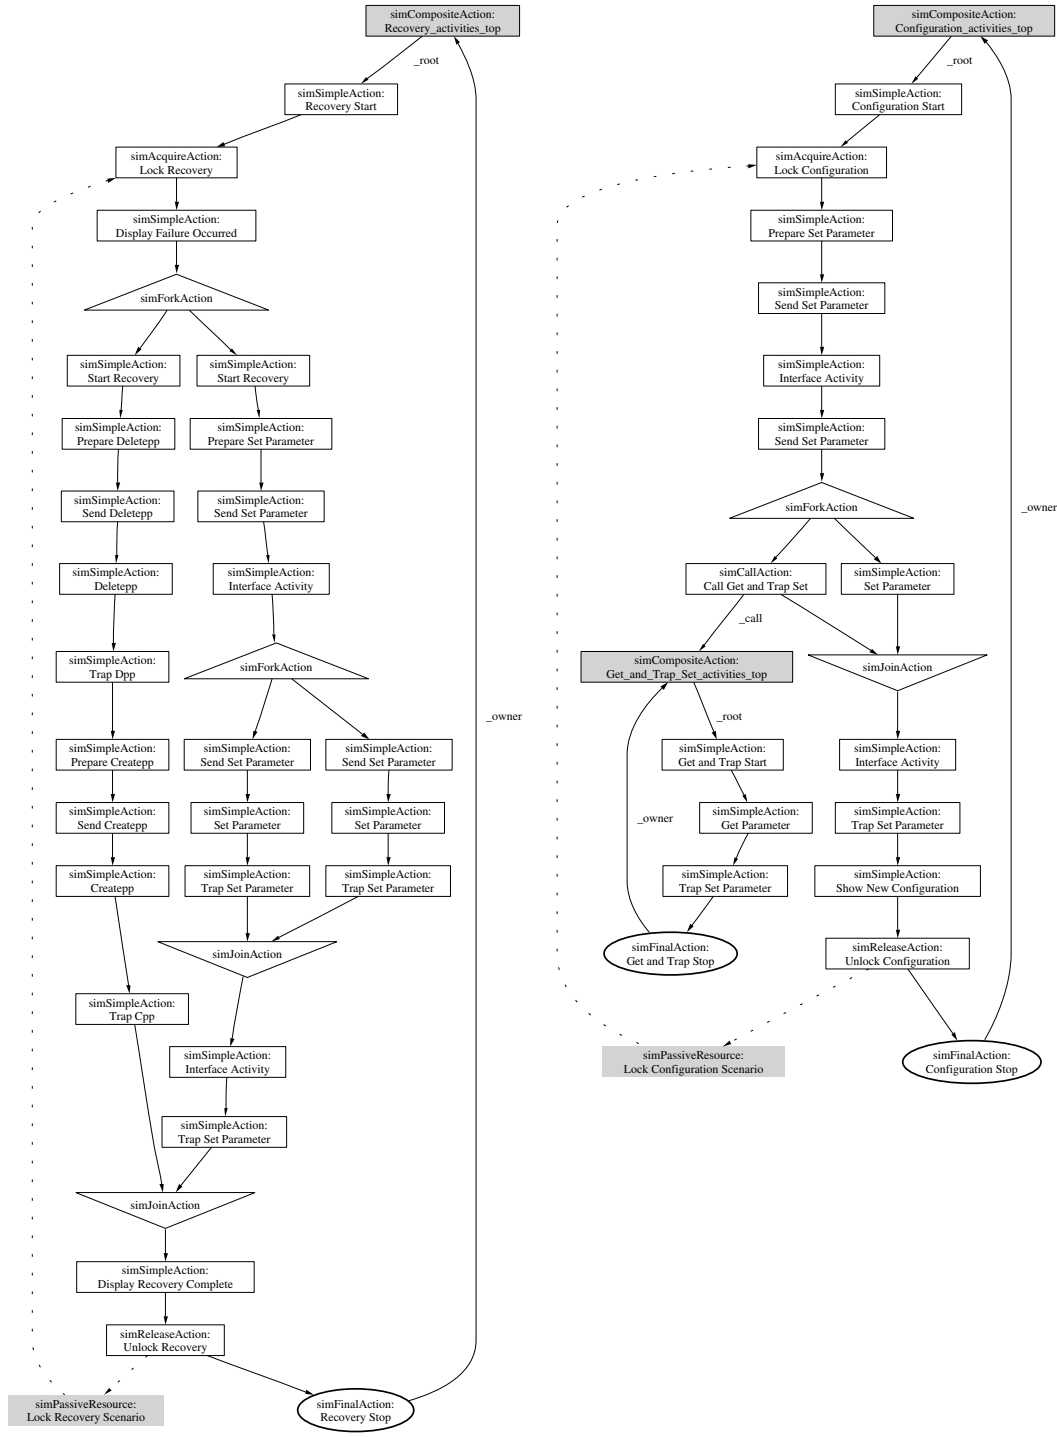 simCompositeAction:
Recovery_activities_top
_root
simSimpleAction:
Recovery Start
simAcquireAction:
Lock Recovery
simSimpleAction:
Display Failure Occurred
simForkAction
simSimpleAction:
Start Recovery
simSimpleAction:
Start Recovery
simSimpleAction:
Prepare Deletepp
simSimpleAction:
Prepare Set Parameter
simSimpleAction:
Send Deletepp
simSimpleAction:
Send Set Parameter
simSimpleAction:
Deletepp
simSimpleAction:
Interface Activity
simSimpleAction:
Trap Dpp
simForkAction
_owner
simSimpleAction:
Prepare Createpp
simSimpleAction:
Send Set Parameter
simSimpleAction:
Send Set Parameter
simSimpleAction:
Send Createpp
simSimpleAction:
Set Parameter
simSimpleAction:
Set Parameter
simSimpleAction:
Createpp
simSimpleAction:
Trap Set Parameter
simSimpleAction:
Trap Set Parameter
simJoinAction
simSimpleAction:
Trap Cpp
simSimpleAction:
Interface Activity
simSimpleAction:
Trap Set Parameter
simJoinAction
simSimpleAction:
Display Recovery Complete
simReleaseAction:
Unlock Recovery
simPassiveResource:
Lock Recovery Scenario
simFinalAction:
Recovery Stop
simCompositeAction:
Configuration_activities_top
_root
simSimpleAction:
Configuration Start
simAcquireAction:
Lock Configuration
simSimpleAction:
Prepare Set Parameter
simSimpleAction:
Send Set Parameter
simSimpleAction:
Interface Activity
simSimpleAction:
Send Set Parameter
simForkAction
_owner
simCallAction:
Call Get and Trap Set
simSimpleAction:
Set Parameter
_call
simCompositeAction:
Get_and_Trap_Set_activities_top
simJoinAction
_root
simSimpleAction:
Get and Trap Start
simSimpleAction:
Interface Activity
_owner
simSimpleAction:
Get Parameter
simSimpleAction:
Trap Set Parameter
simSimpleAction:
Trap Set Parameter
simSimpleAction:
Show New Configuration
simFinalAction:
Get and Trap Stop
simReleaseAction:
Unlock Configuration
simPassiveResource:
Lock Configuration Scenario
simFinalAction:
Configuration Stop